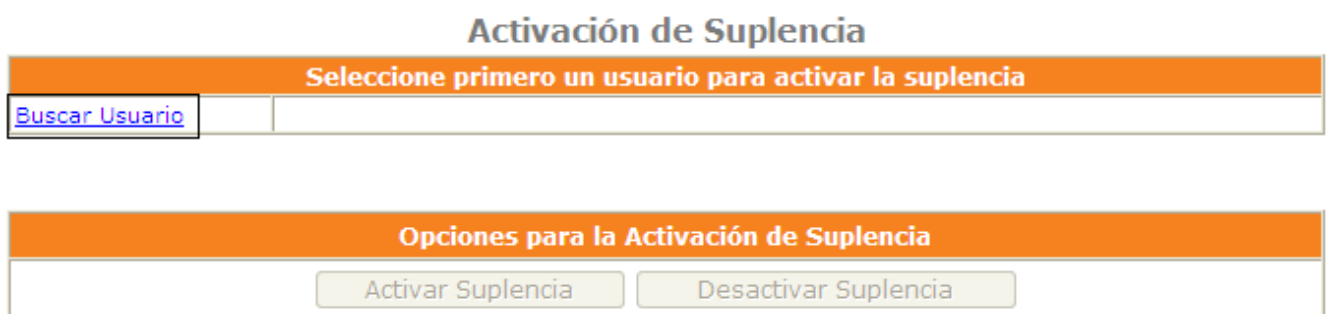 Activación de Suplencia
Seleccione primero un usuario para activar la suplencia
Buscar Usuario
Opciones para la Activación de Suplencia
Activar Suplencia Desactivar Suplencia